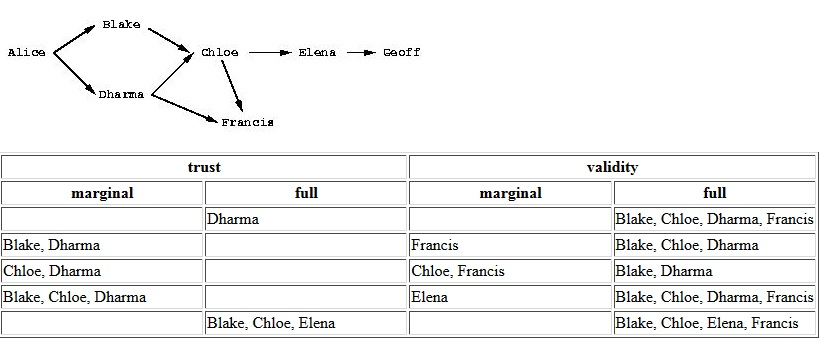 Blake
Alice Chloe Elena Geoff
Dharma
Francis
trust validity
marginal full marginal full
Dharma Blake, Chloe, Dharma, Francis
Blake, Dharma Francis Blake, Chloe, Dharma
Chloe, Dharma Chloe, Francis Blake, Dharma
Blake, Chloe, Dharma Elena Blake, Chloe, Dharma, Francis
Blake, Chloe, Elena Blake, Chloe, Elena, Francis